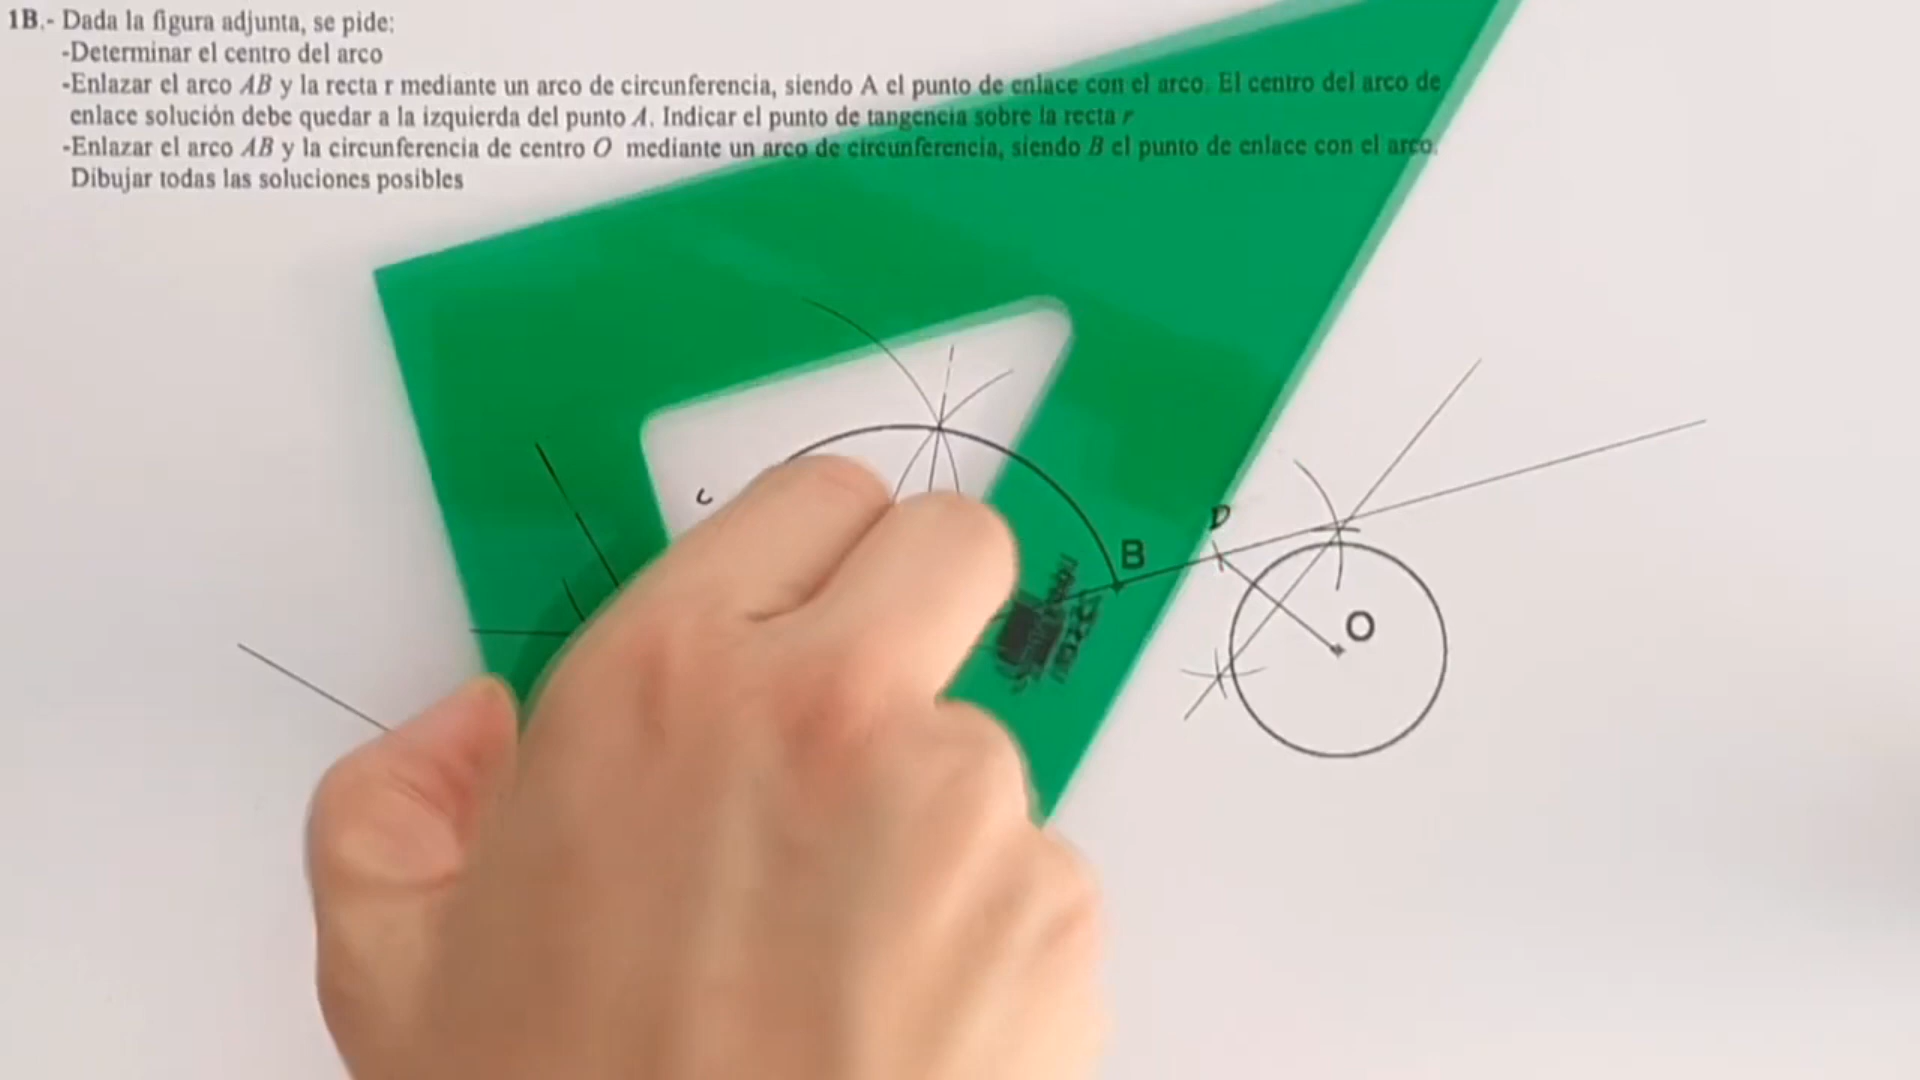 1B.- Dada la figura adjunta, se pide:
-Determinar el centro del arco
-Enlazar el arco AB y la recta r mediante un arco de circunferencia, siendo A el punto de enlace con el arco. El centro del arco de
enlace solución debe quedar a la izquierda del punto A. Indicar el punto de tangencia sobre la recta r
-Enlazar el arco AB y la circunferencia de centro O mediante un arco de circunferencia, siendo B el punto de enlace con el arco.
Dibujar todas las soluciones posibles
C
D
B
O